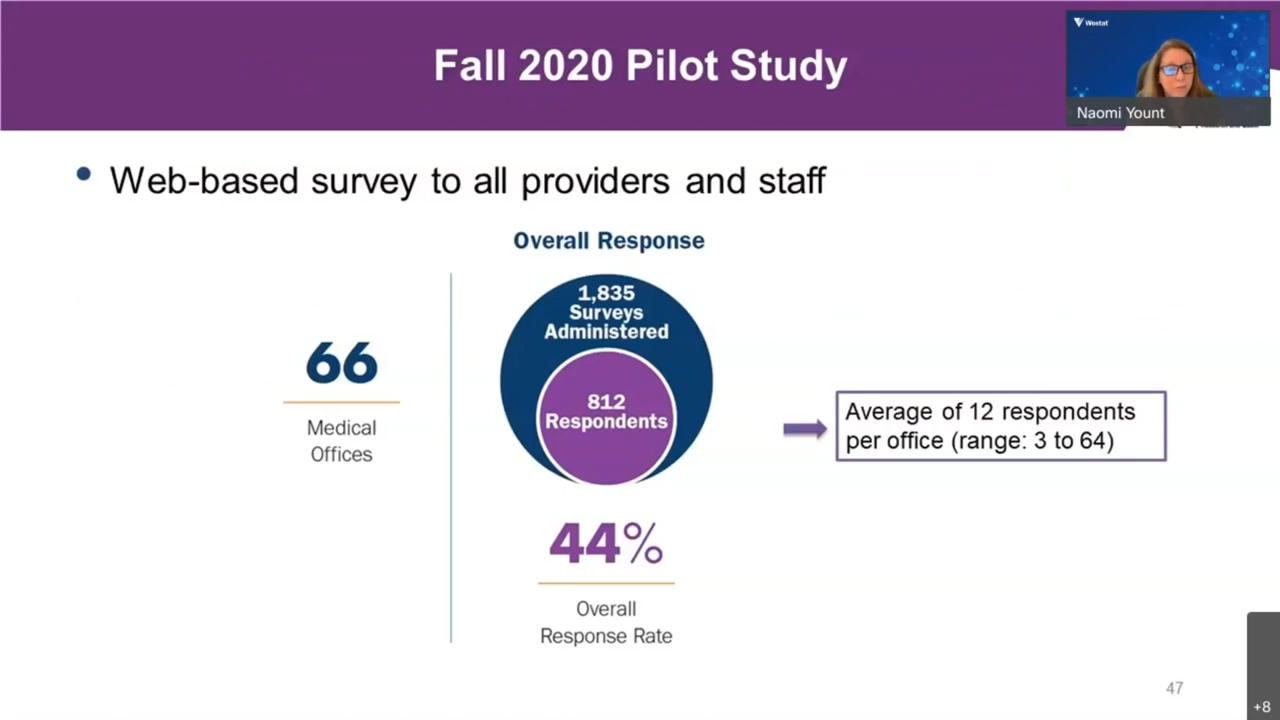 Fall 2020 Pilot Study
Westat
Naomi Yount
• Web-based survey to all providers and staff
Overall Response
1,835
Surveys
Administered
812
Respondents
66
Medical
Offices
Average of 12 respondents
per office (range: 3 to 64)
44%
Overall
Response Rate
47
+8